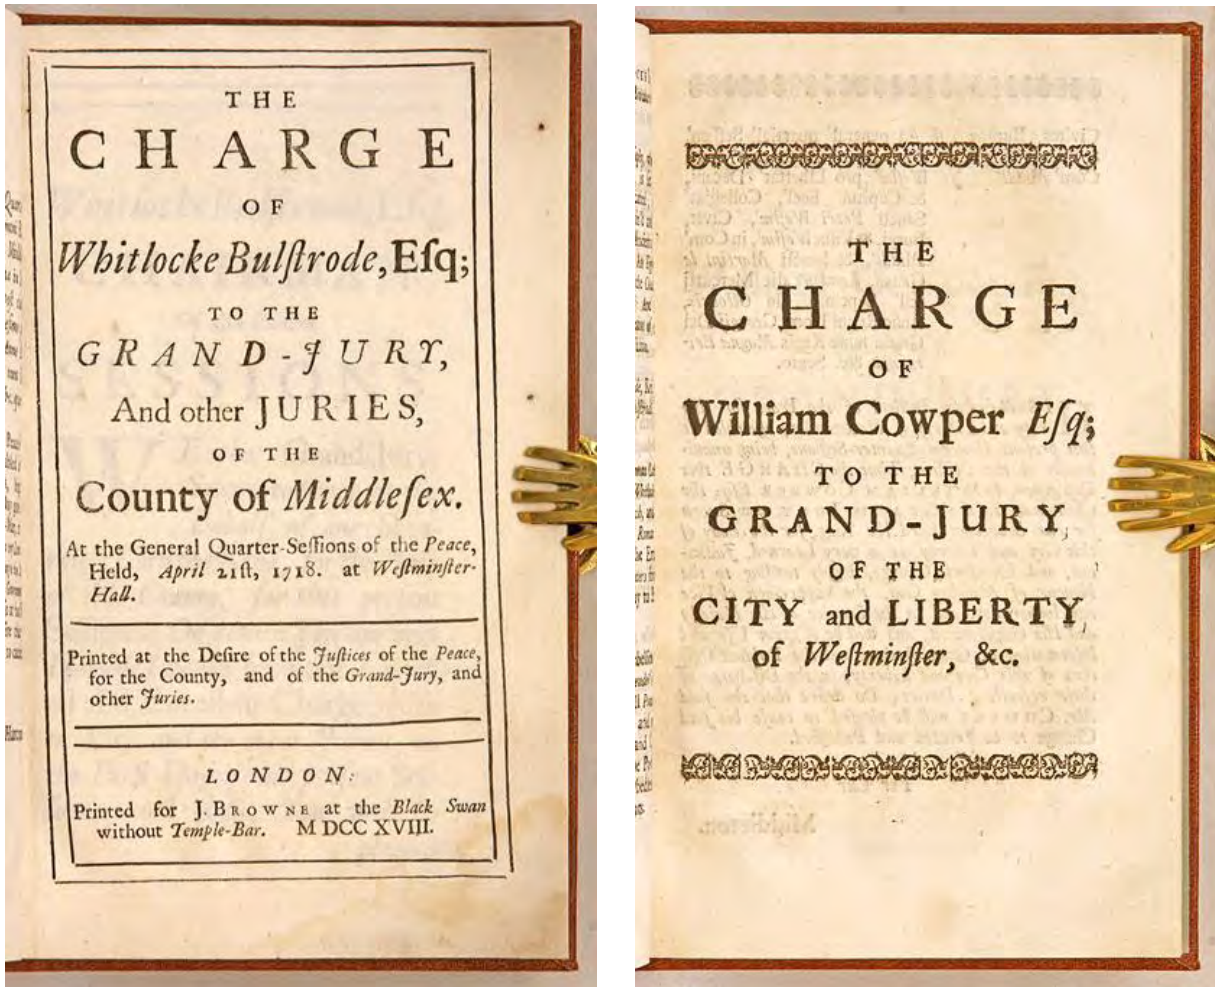 THE
CHARGE
OF
Whitlocke Bulſtrode, Eſq;
TO THE
GRAND-JURY,
And other JURIES,
OF THE
County of Middleſex.
At the General Quarter-Seſſions of the Peace,
Held, April 21ſt, 1718. at Weſtminſter-
Hall.
Printed at the Deſire of the Juſtices of the Peace,
for the County, and of the Grand-Jury, and
other Juries.
LONDON:
Printed for J. BROWNE at the Black Swan
without Temple-Bar. M DCC XVIII.
THE
CHARGE
OF
William Cowper Eſq;
TO THE
GRAND-JURY
OF THE
CITY and LIBERTY,
of Weſtminſter, &c.